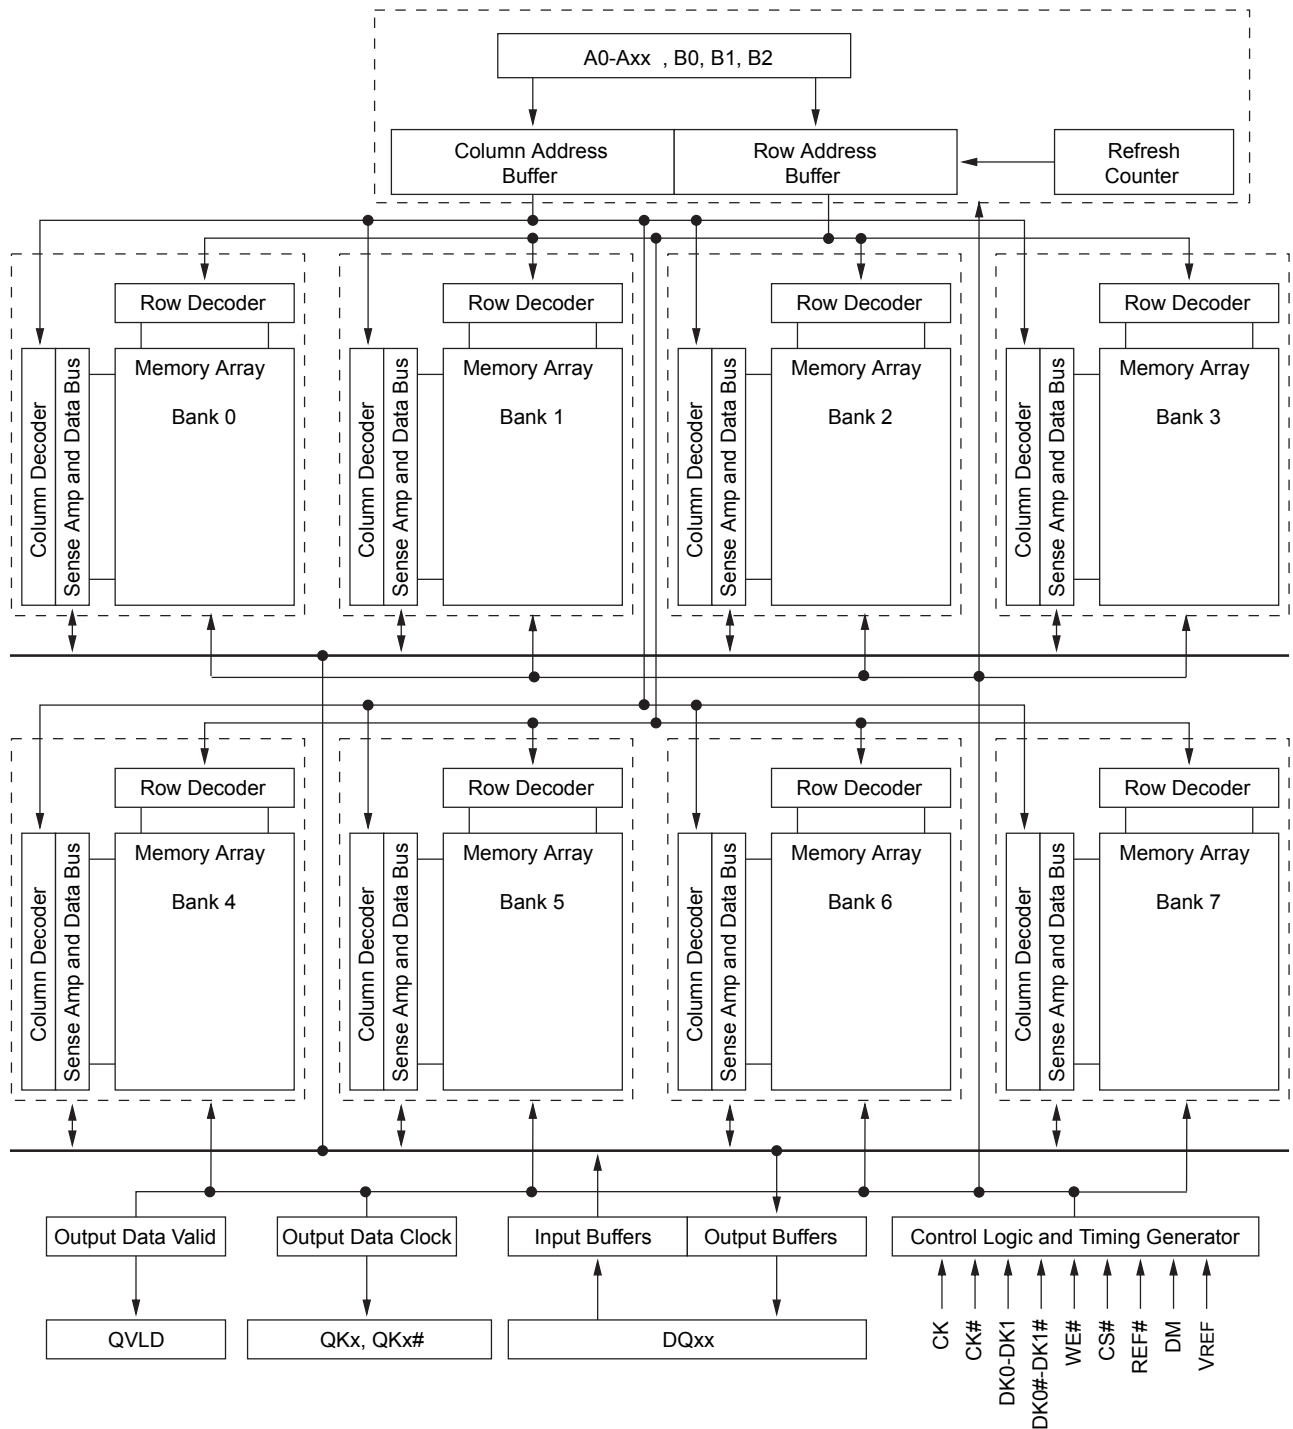 A0-Axx , B0, B1, B2
Column Address
Buffer
Row Address
Buffer
Refresh
Counter
Row Decoder
Row Decoder
Row Decoder
Row Decoder
Column Decoder
Sense Amp and Data Bus
Memory Array
Bank 0
Column Decoder
Sense Amp and Data Bus
Memory Array
Bank 1
Column Decoder
Sense Amp and Data Bus
Memory Array
Bank 2
Column Decoder
Sense Amp and Data Bus
Memory Array
Bank 3
Row Decoder
Row Decoder
Row Decoder
Row Decoder
Column Decoder
Sense Amp and Data Bus
Memory Array
Bank 4
Column Decoder
Sense Amp and Data Bus
Memory Array
Bank 5
Column Decoder
Sense Amp and Data Bus
Memory Array
Bank 6
Column Decoder
Sense Amp and Data Bus
Memory Array
Bank 7
Output Data Valid
Output Data Clock
Input Buffers
Output Buffers
Control Logic and Timing Generator
QVLD
QKx, QKx#
DQxx
CK
CK#
DK0-DK1
DK0#-DK1#
WE#
CS#
REF#
DM
VREF